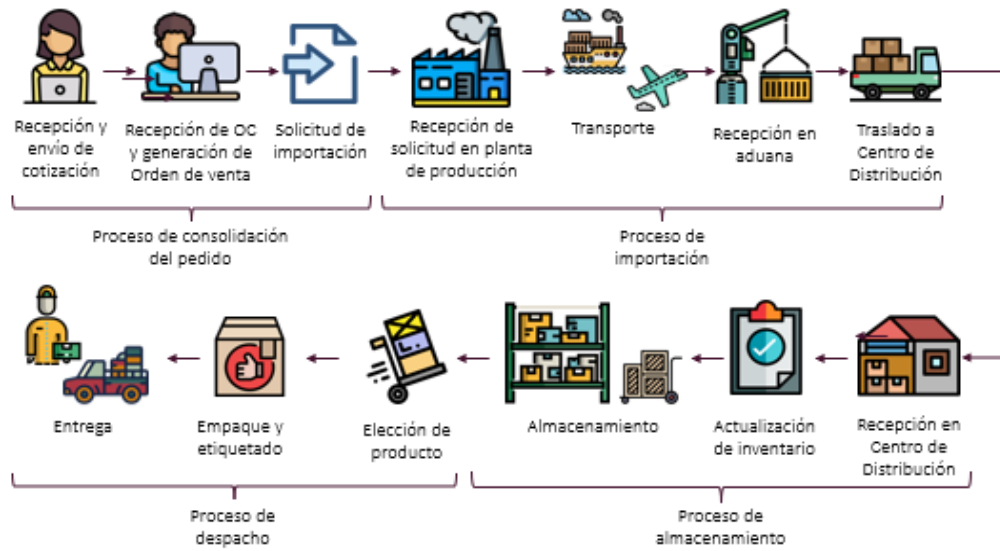 Recepción y
envío de
cotización
Recepción de OC
y generación de
Orden de venta
Solicitud de
importación
Recepción de
solicitud en planta
de producción
Transporte
Recepción en
aduana
Traslado a
Centro de
Distribución
Proceso de consolidación
del pedido
Proceso de
importación
Entrega
Empaque y
etiquetado
Elección de
producto
Almacenamiento
Actualización
de inventario
Recepción en
Centro de
Distribución
Proceso de
despacho
Proceso de
almacenamiento